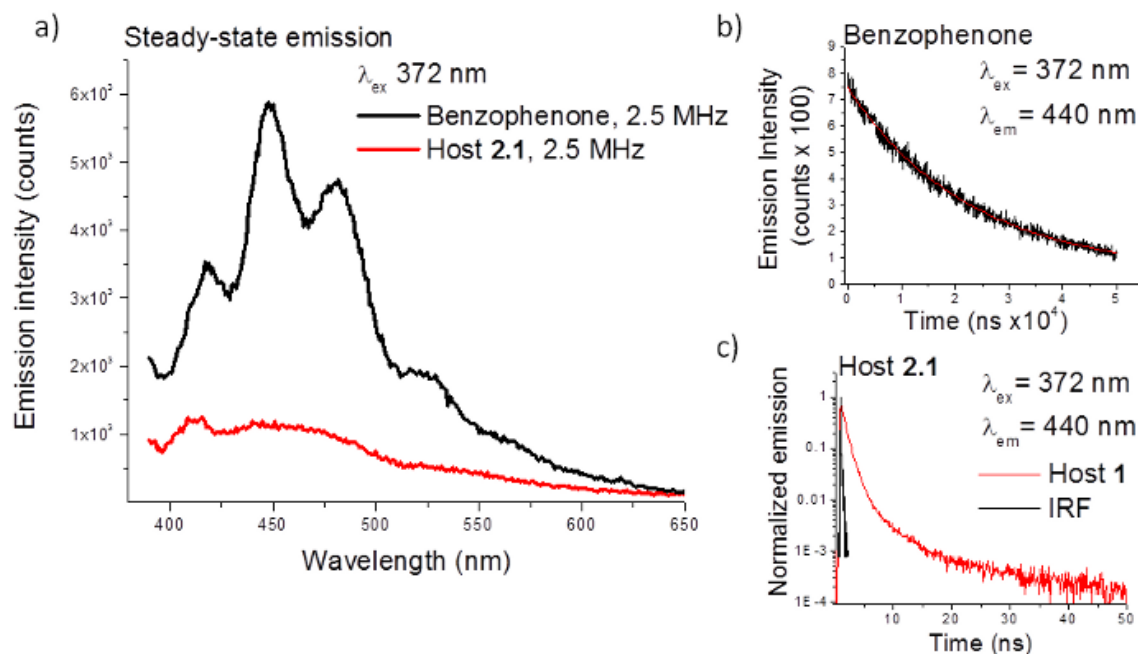 a)
Steady-state emission
λex 372 nm
Benzophenone, 2.5 MHz
Host 2.1, 2.5 MHz
Emission intensity (counts)
6x10³
5x10³
4x10³
3x10³
2x10³
1x10³
400 450 500 550 600 650
Wavelength (nm)
b)
Benzophenone
λex = 372 nm
λem = 440 nm
Emission Intensity
(counts x 100)
9
8
7
6
5
4
3
2
1
0
0 1 2 3 4 5
Time (ns x10⁴)
c)
Host 2.1
λex = 372 nm
λem = 440 nm
Host 1
IRF
Normalized emission
1
0.1
0.01
1E-3
1E-4
10 20 30 40 50
Time (ns)